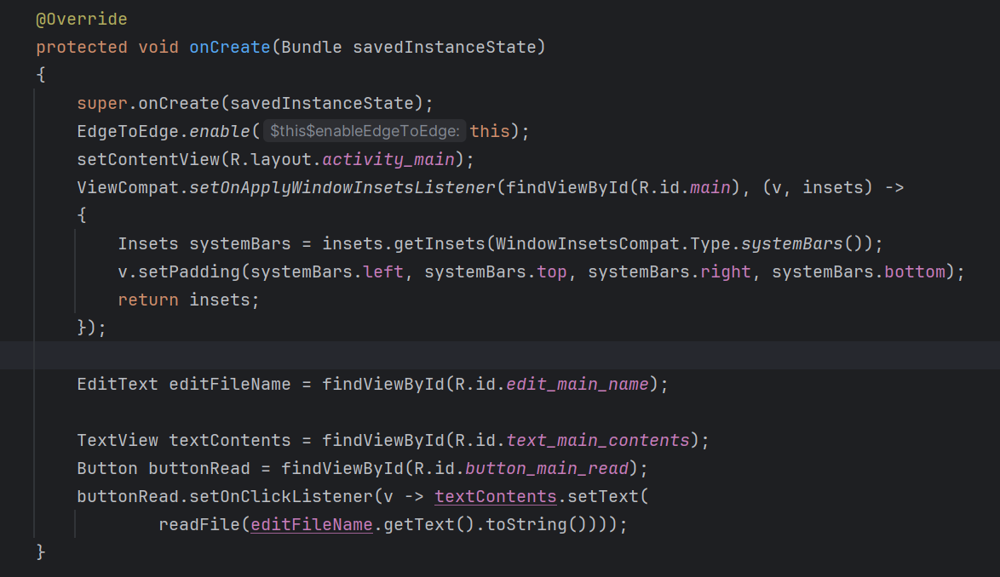 @Override
protected void onCreate(Bundle savedInstanceState)
{
super.onCreate(savedInstanceState);
EdgeToEdge.enable( $this$enableEdgeToEdge: this);
setContentView(R.layout.activity_main);
ViewCompat.setOnApplyWindowInsetsListener(findViewById(R.id.main), (v, insets) ->
{
Insets systemBars = insets.getInsets(WindowInsetsCompat.Type.systemBars());
v.setPadding(systemBars.left, systemBars.top, systemBars.right, systemBars.bottom);
return insets;
});
EditText editFileName = findViewById(R.id.edit_main_name);
TextView textContents = findViewById(R.id.text_main_contents);
Button buttonRead = findViewById(R.id.button_main_read);
buttonRead.setOnClickListener(v -> textContents.setText(
readFile(editFileName.getText().toString())));
}